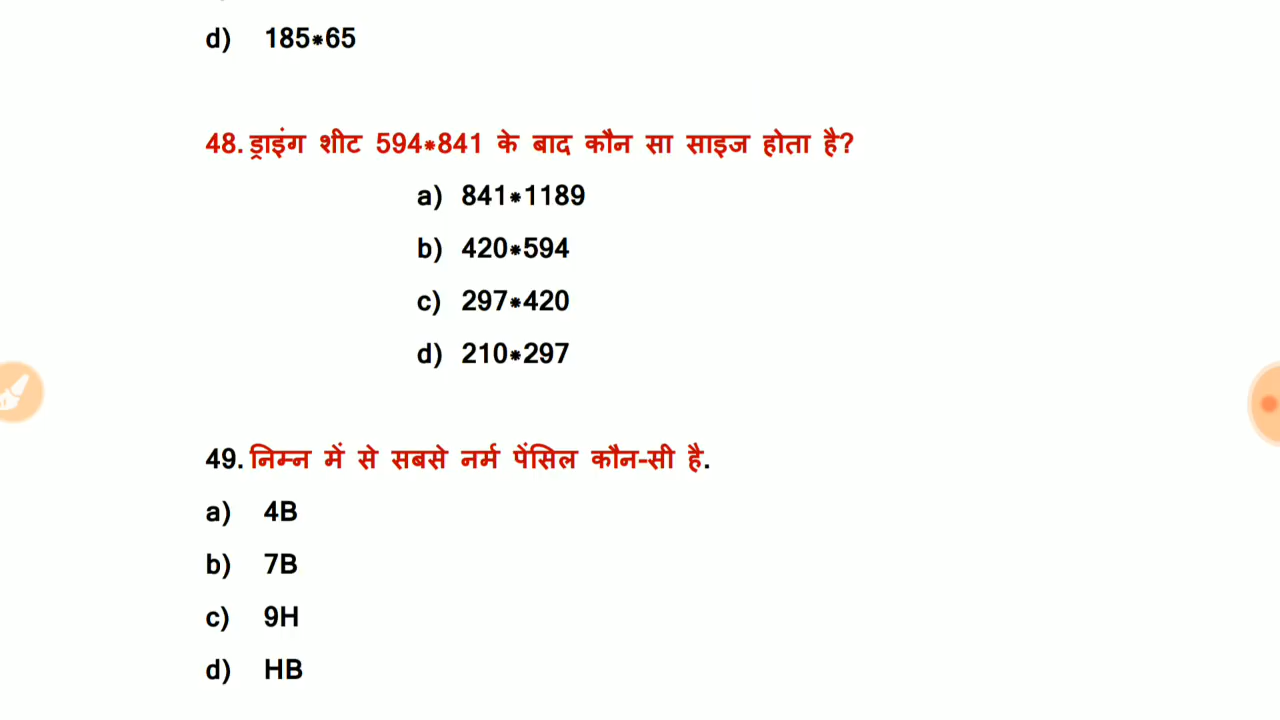 d) 185*65
48. ड्राइंग शीट 594*841 के बाद कौन सा साइज होता है?
a) 841*1189
b) 420*594
c) 297*420
d) 210*297
49. निम्न में से सबसे नर्म पेंसिल कौन-सी है.
a) 4B
b) 7B
c) 9H
d) HB